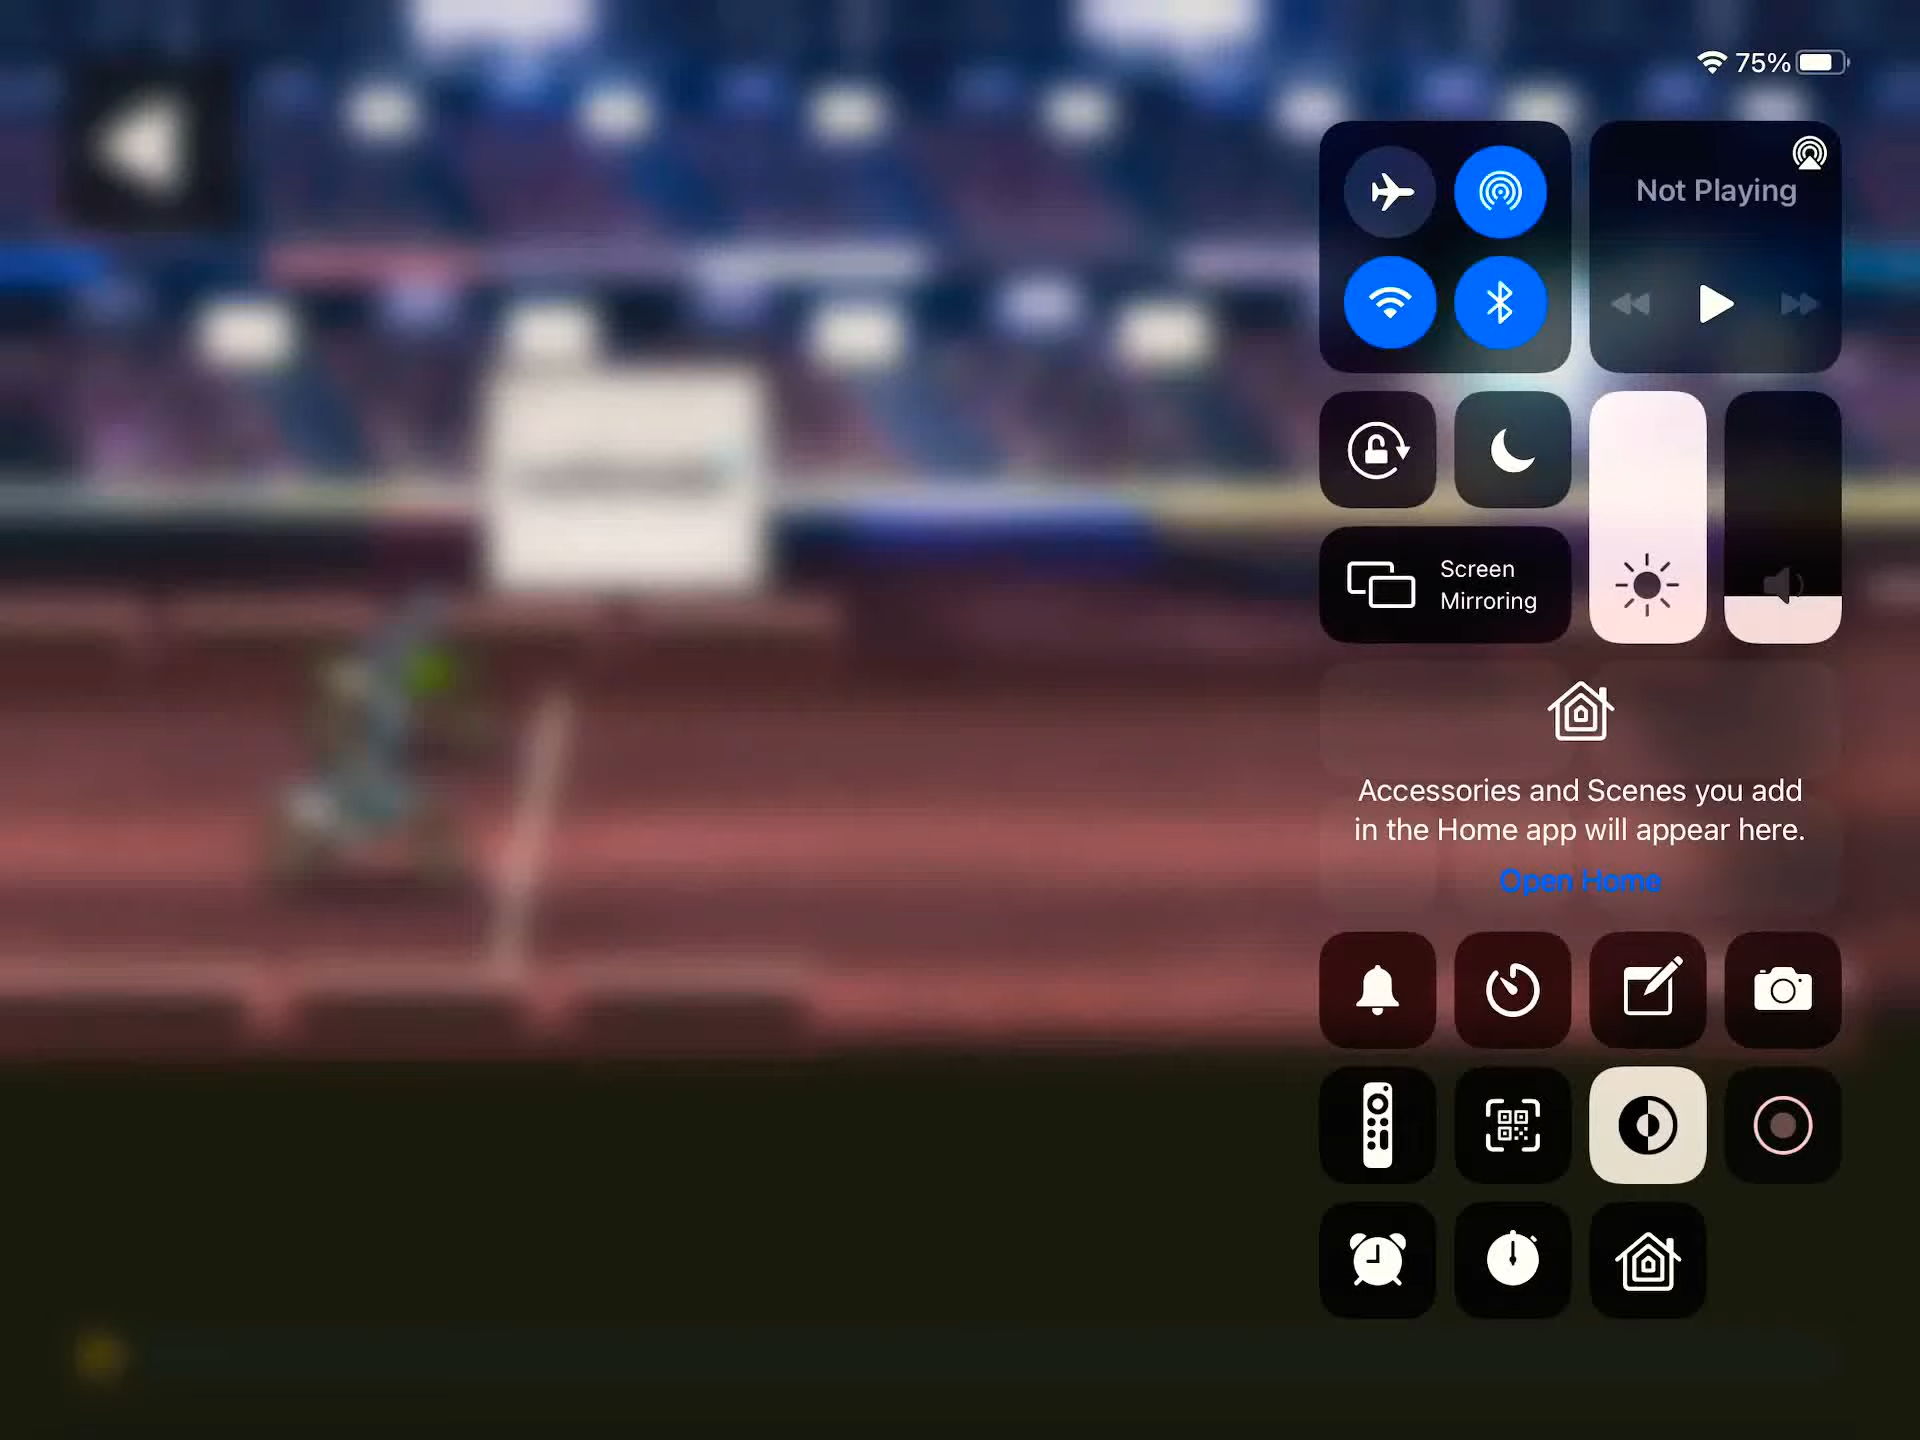 75%
Not Playing
Screen
Mirroring
Accessories and Scenes you add
in the Home app will appear here.
Open Home